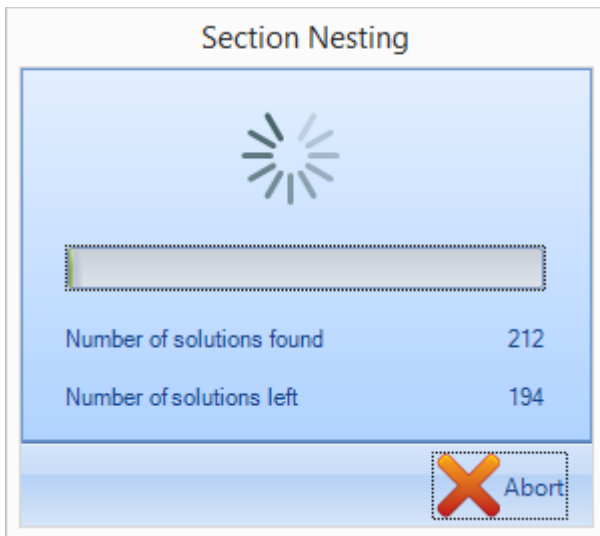 Section Nesting
Number of solutions found 212
Number of solutions left 194
Abort